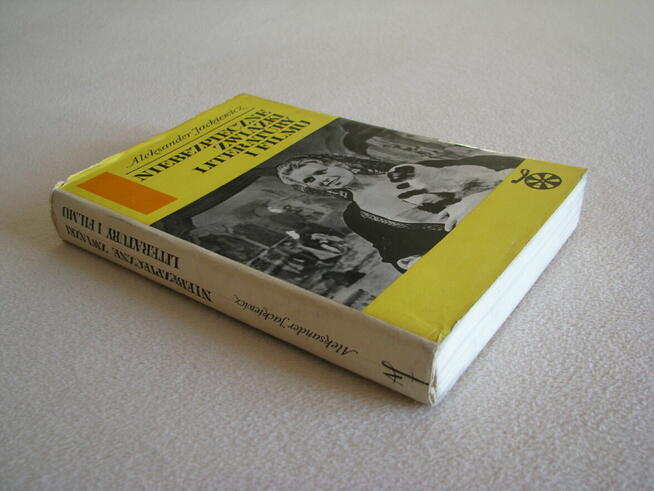 Aleksander Jackiewicz
NIEBEZPIECZNE
ZWIĄZKI
LITERATURY
I FILMU
Aleksander Jackiewicz
NIEBEZPIECZNE ZWIĄZKI
LITERATURY I FILMU